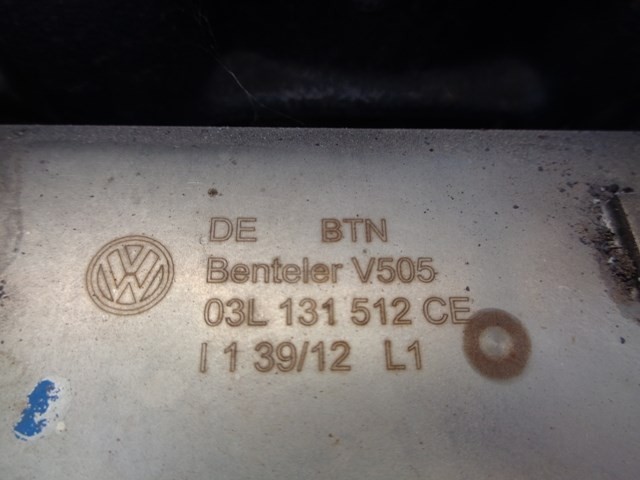 DE BTN
Benteler V505
03L 131 512 CE
I 1 39/12 L1